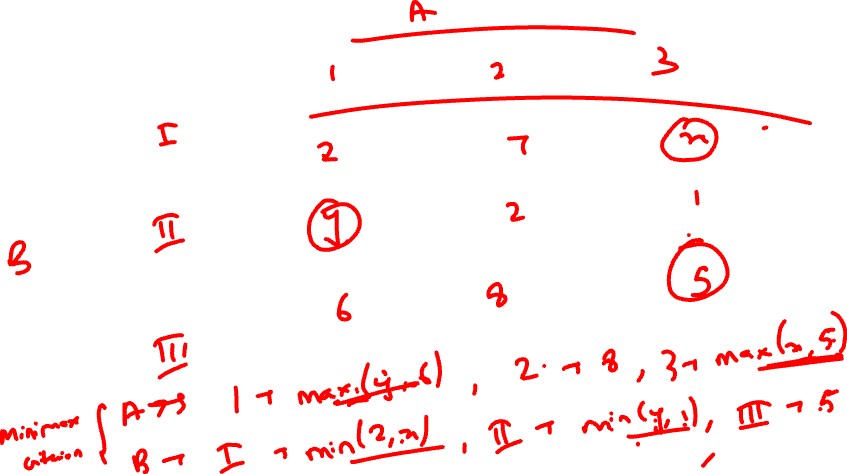 A
1 2 3
I 2 7 x
II y 2 1
B
6 8 5
III
A → 1 → max(y, 6), 2 → 8, 3 → max(x, 5)
Minimax criterion { B → I → min(2, x), II → min(y, 1), III → 5